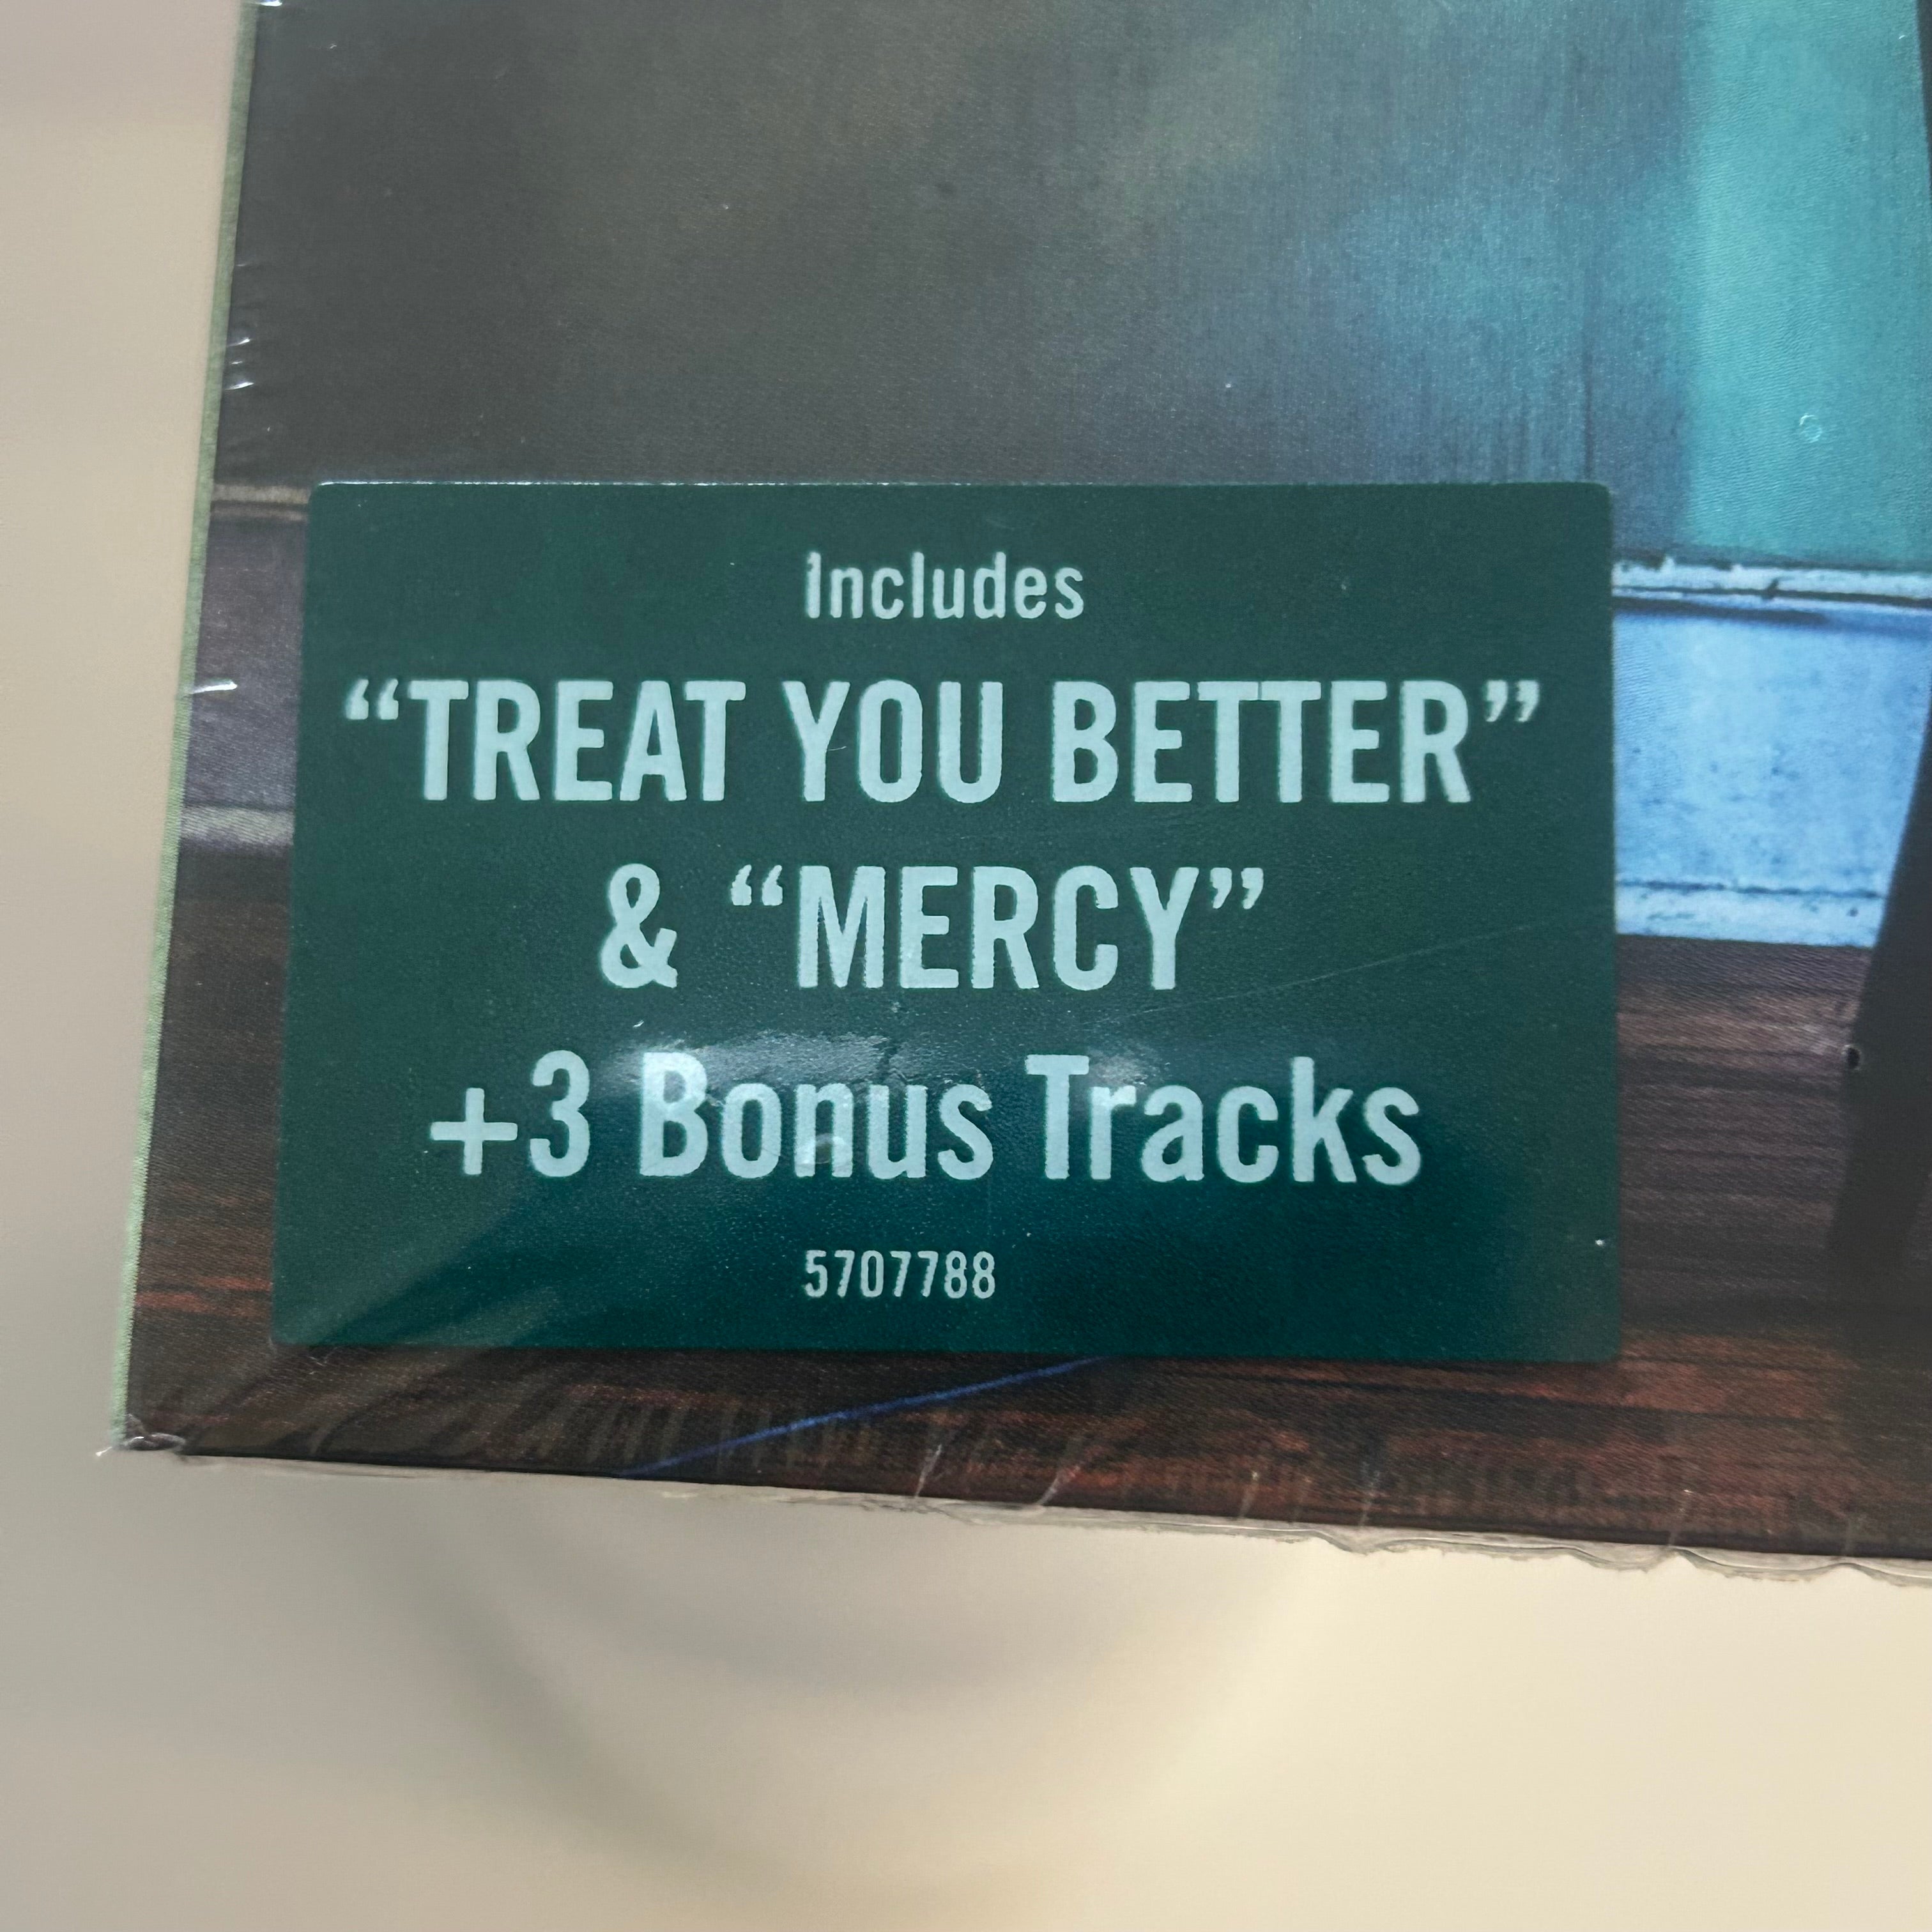 Includes
“TREAT YOU BETTER”
& “MERCY”
+3 Bonus Tracks
5707788